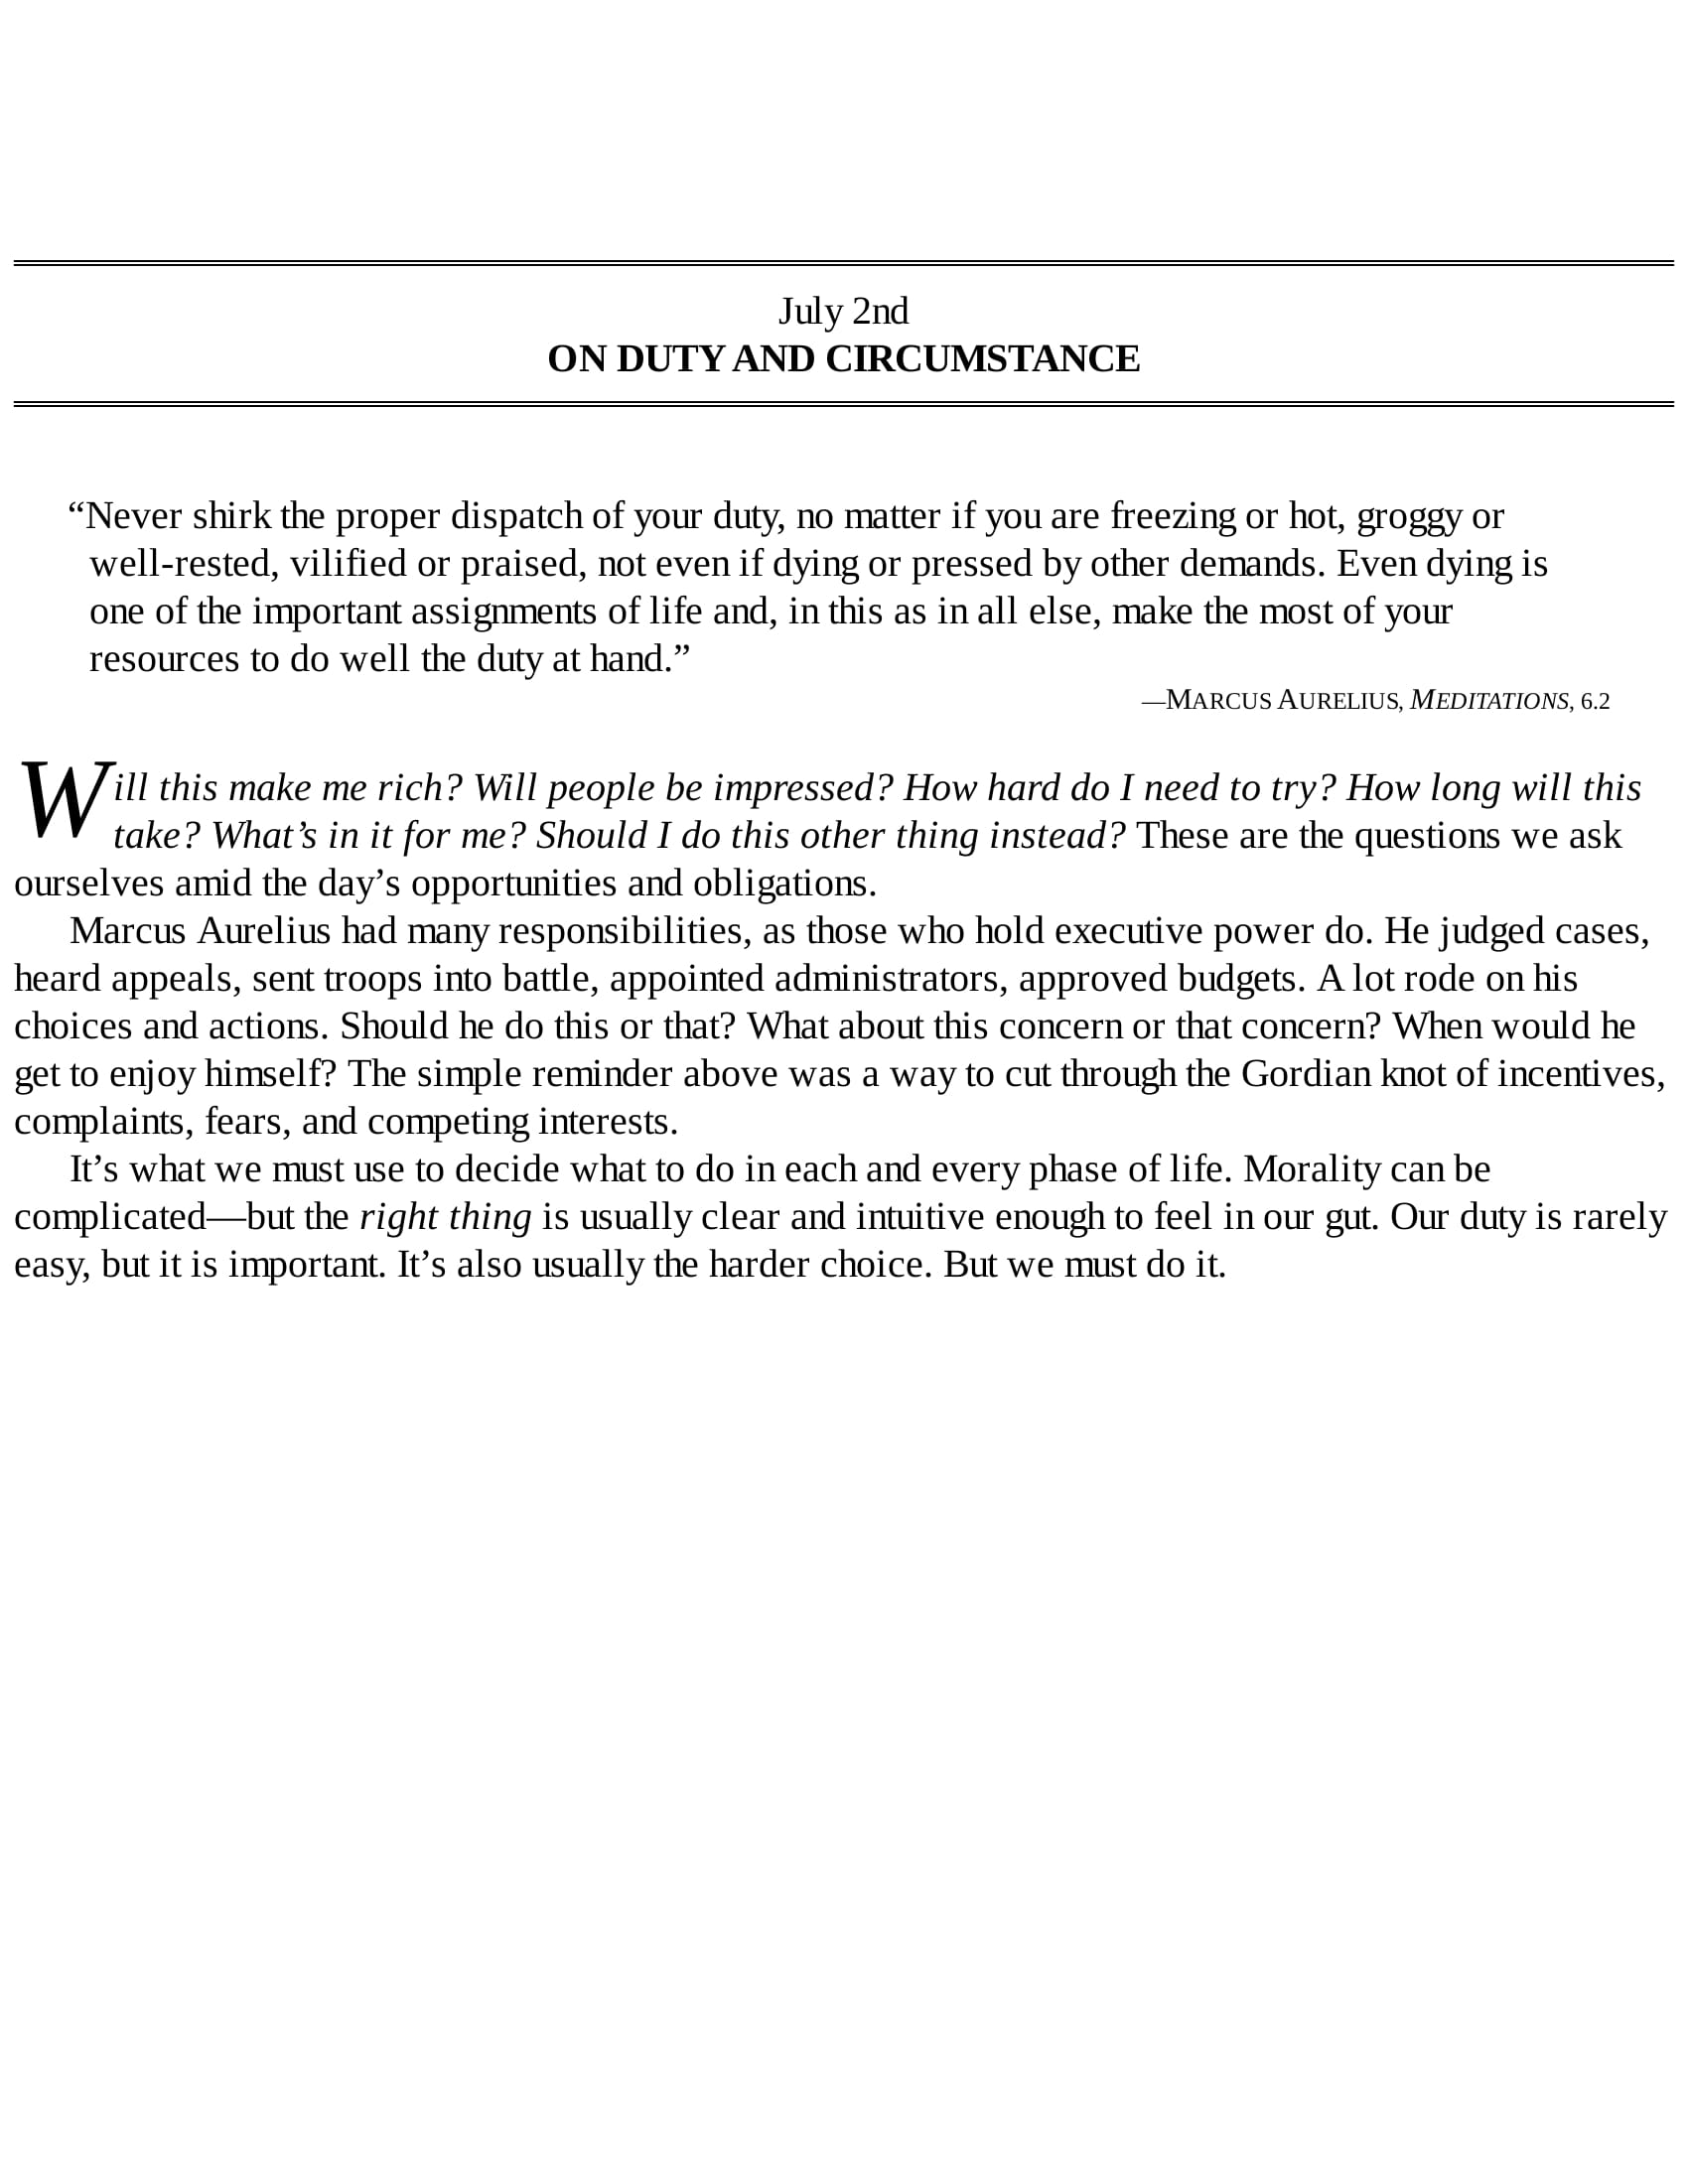 July 2nd
ON DUTY AND CIRCUMSTANCE
“Never shirk the proper dispatch of your duty, no matter if you are freezing or hot, groggy or
well-rested, vilified or praised, not even if dying or pressed by other demands. Even dying is
one of the important assignments of life and, in this as in all else, make the most of your
resources to do well the duty at hand.”
—MARCUS AURELIUS, MEDITATIONS, 6.2
Will this make me rich? Will people be impressed? How hard do I need to try? How long will this
take? What’s in it for me? Should I do this other thing instead? These are the questions we ask
ourselves amid the day’s opportunities and obligations.
Marcus Aurelius had many responsibilities, as those who hold executive power do. He judged cases,
heard appeals, sent troops into battle, appointed administrators, approved budgets. A lot rode on his
choices and actions. Should he do this or that? What about this concern or that concern? When would he
get to enjoy himself? The simple reminder above was a way to cut through the Gordian knot of incentives,
complaints, fears, and competing interests.
It’s what we must use to decide what to do in each and every phase of life. Morality can be
complicated—but the right thing is usually clear and intuitive enough to feel in our gut. Our duty is rarely
easy, but it is important. It’s also usually the harder choice. But we must do it.